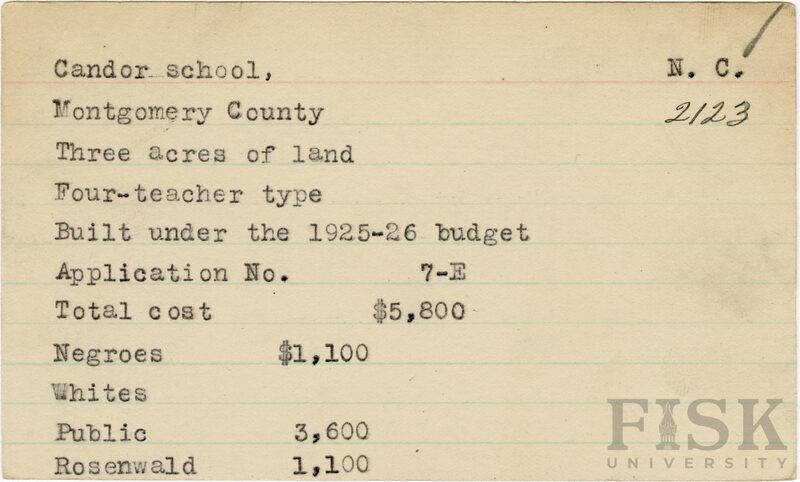 Candor school, N. C.
Montgomery County 2123
Three acres of land
Four-teacher type
Built under the 1925-26 budget
Application No. 7-E
Total cost $5,800
Negroes $1,100
Whites
Public 3,600
Rosenwald 1,100
FISK
UNIVERSITY